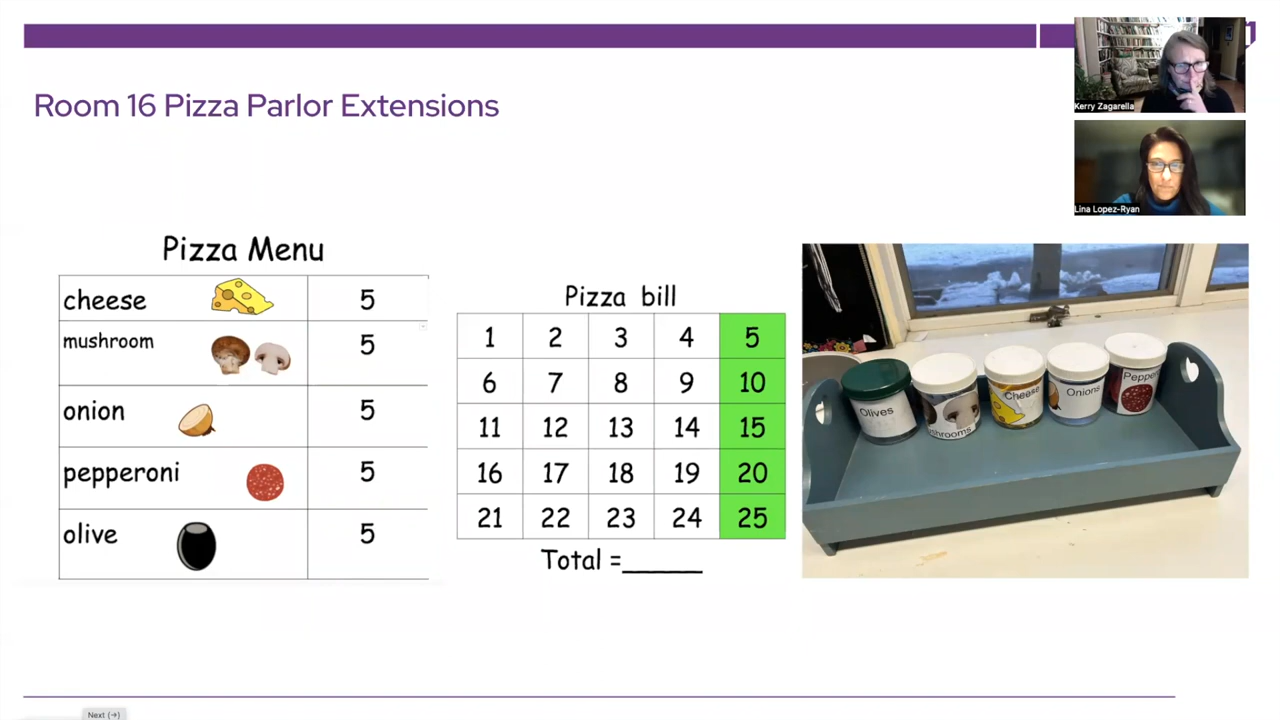 Room 16 Pizza Parlor Extensions
Kerry Zagarella
Lina Lopez-Ryan
Pizza Menu
cheese 5
mushroom 5
onion 5
pepperoni 5
olive 5
Pizza bill
1 2 3 4 5
6 7 8 9 10
11 12 13 14 15
16 17 18 19 20
21 22 23 24 25
Total =______
Olives
Cheese
Onions
Next (→)